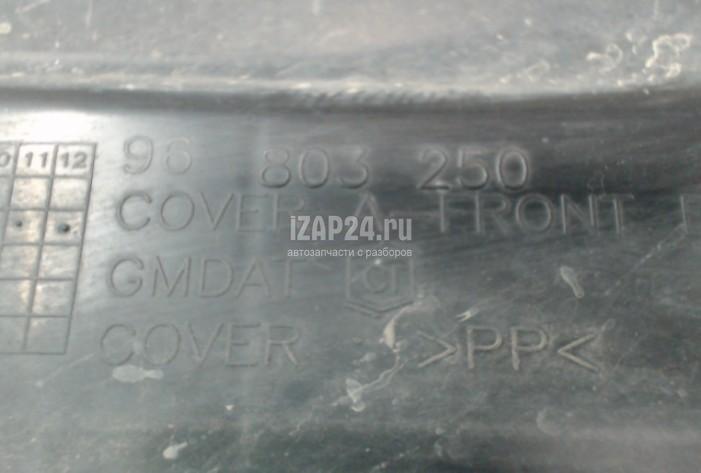 11 12
96 803 250
COVER A FRONT
iZAP24.ru
автозапчасти с разборов
GMDAT
COVER >PP<